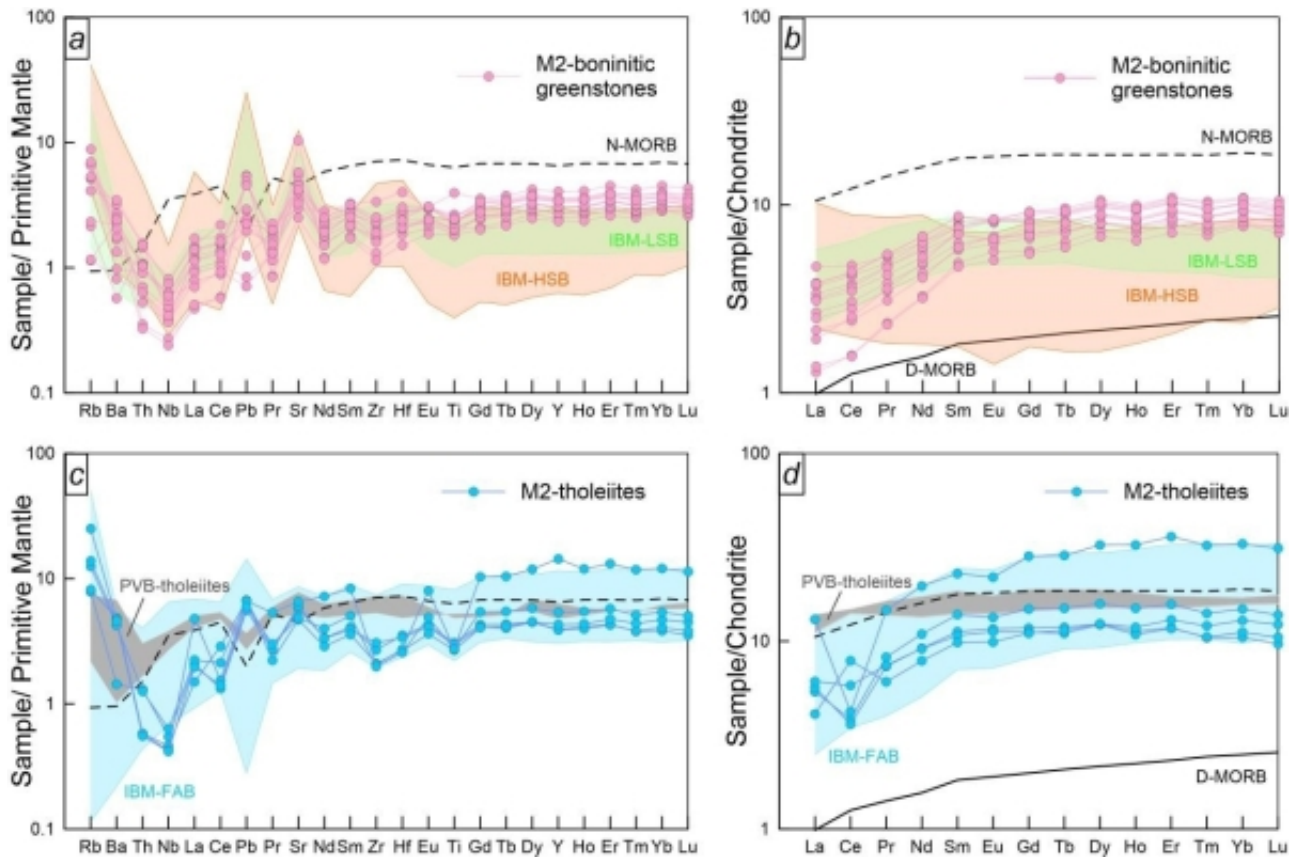 a
M2-boninitic
greenstones
N-MORB
IBM-LSB
IBM-HSB
Sample/ Primitive Mantle
100
10
1
0.1
Rb Ba Th Nb La Ce Pb Pr Sr Nd Sm Zr Hf Eu Ti Gd Tb Dy Y Ho Er Tm Yb Lu
b
M2-boninitic
greenstones
N-MORB
IBM-LSB
IBM-HSB
D-MORB
Sample/Chondrite
100
10
1
La Ce Pr Nd Sm Eu Gd Tb Dy Ho Er Tm Yb Lu
c
M2-tholeiites
PVB-tholeiites
IBM-FAB
Sample/ Primitive Mantle
100
10
1
0.1
Rb Ba Th Nb La Ce Pb Pr Sr Nd Sm Zr Hf Eu Ti Gd Tb Dy Y Ho Er Tm Yb Lu
d
M2-tholeiites
PVB-tholeiites
IBM-FAB
D-MORB
Sample/Chondrite
100
10
1
La Ce Pr Nd Sm Eu Gd Tb Dy Ho Er Tm Yb Lu